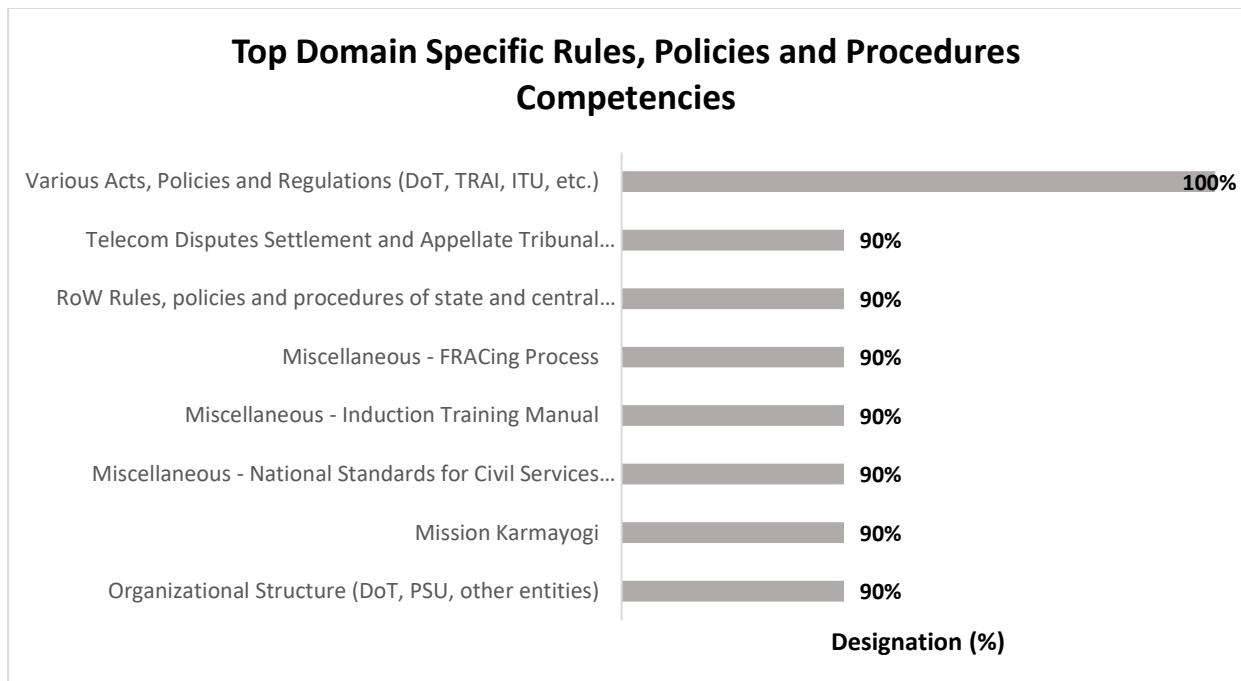 Top Domain Specific Rules, Policies and Procedures
Competencies
Various Acts, Policies and Regulations (DoT, TRAI, ITU, etc.) 100%
Telecom Disputes Settlement and Appellate Tribunal... 90%
RoW Rules, policies and procedures of state and central... 90%
Miscellaneous - FRACing Process 90%
Miscellaneous - Induction Training Manual 90%
Miscellaneous - National Standards for Civil Services... 90%
Mission Karmayogi 90%
Organizational Structure (DoT, PSU, other entities) 90%
Designation (%)